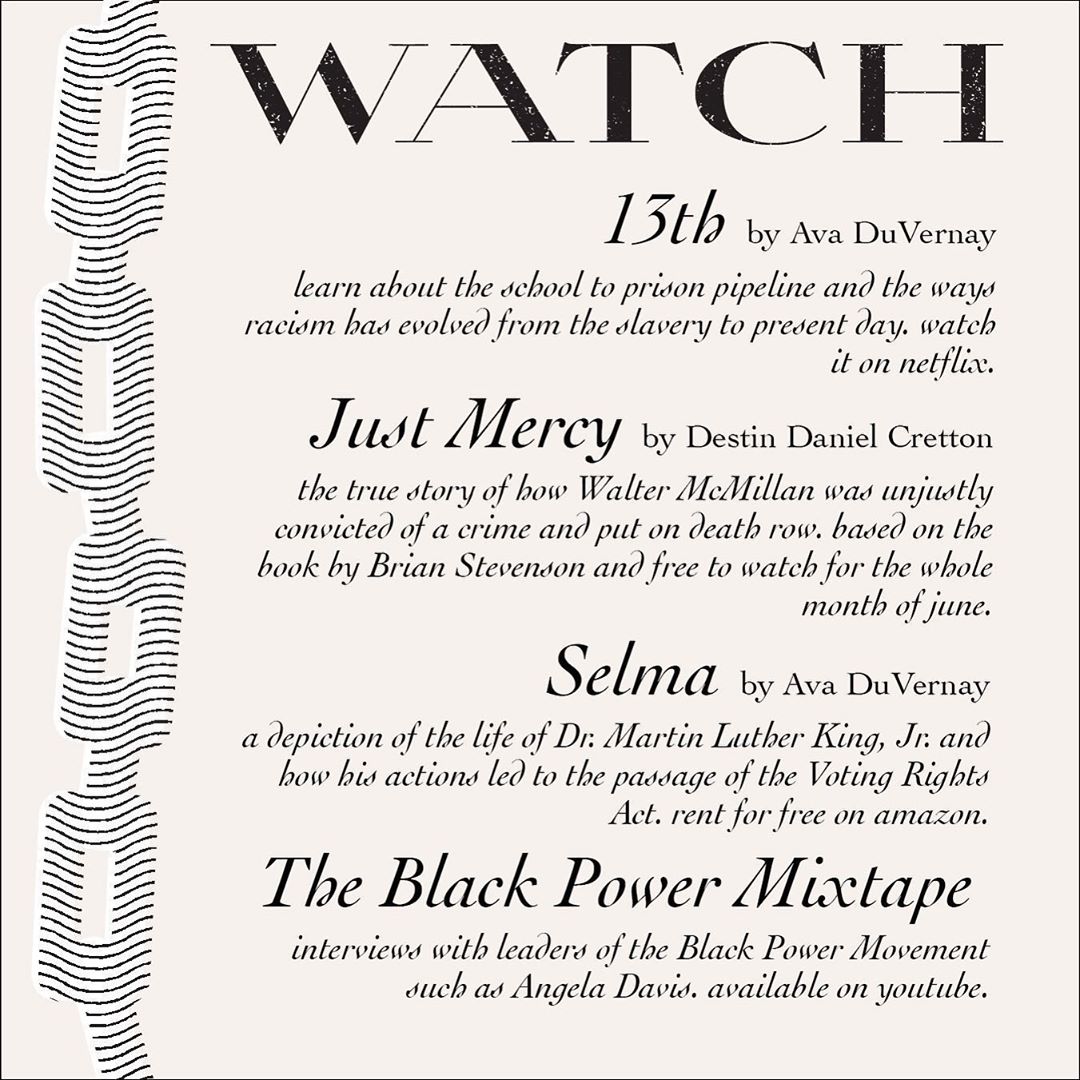 WATCH
13th by Ava DuVernay
learn about the school to prison pipeline and the ways
racism has evolved from the slavery to present day. watch
it on netflix.
Just Mercy by Destin Daniel Cretton
the true story of how Walter McMillan was unjustly
convicted of a crime and put on death row. based on the
book by Brian Stevenson and free to watch for the whole
month of june.
Selma by Ava DuVernay
a depiction of the life of Dr. Martin Luther King, Jr. and
how his actions led to the passage of the Voting Rights
Act. rent for free on amazon.
The Black Power Mixtape
interviews with leaders of the Black Power Movement
such as Angela Davis. available on youtube.